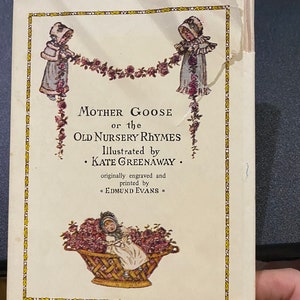 MOTHER GOOSE
or the
OLD NURSERY RHYMES
Illustrated by
· KATE GREENAWAY ·
originally engraved and
printed by
· EDMUND EVANS ·